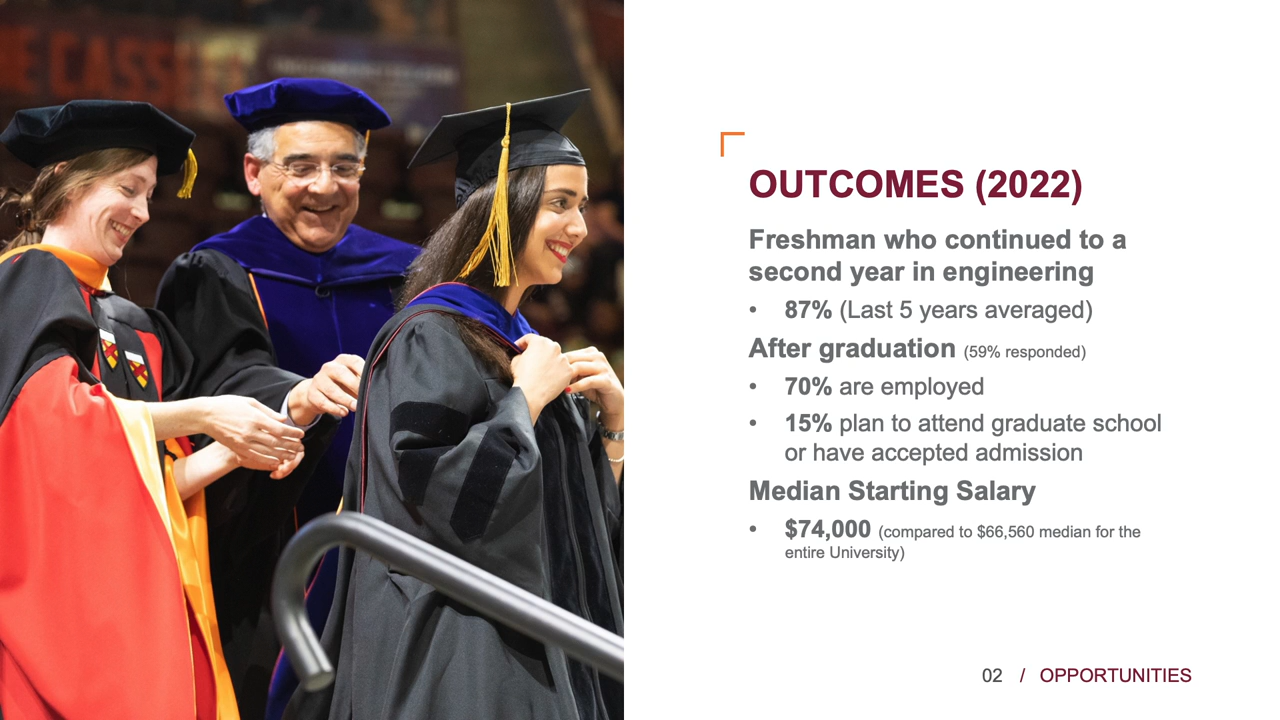 E CASS
OUTCOMES (2022)
Freshman who continued to a
second year in engineering
• 87% (Last 5 years averaged)
After graduation (59% responded)
• 70% are employed
• 15% plan to attend graduate school
or have accepted admission
Median Starting Salary
• $74,000 (compared to $66,560 median for the
entire University)
02 / OPPORTUNITIES